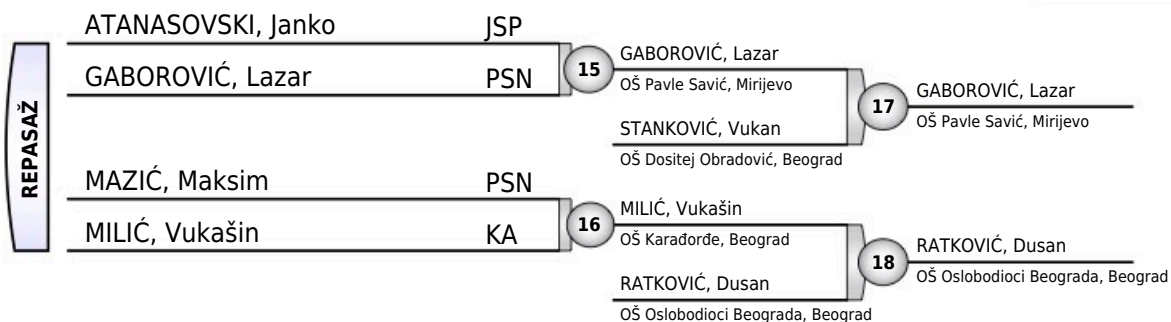 REPASAŽ
ATANASOVSKI, Janko JSP
GABOROVIĆ, Lazar PSN
MAZIĆ, Maksim PSN
MILIĆ, Vukašin KA
15
GABOROVIĆ, Lazar
OŠ Pavle Savić, Mirijevo
STANKOVIĆ, Vukan
OŠ Dositej Obradović, Beograd
16
MILIĆ, Vukašin
OŠ Karađorđe, Beograd
RATKOVIĆ, Dusan
OŠ Oslobodioci Beograda, Beograd
17
GABOROVIĆ, Lazar
OŠ Pavle Savić, Mirijevo
18
RATKOVIĆ, Dusan
OŠ Oslobodioci Beograda, Beograd